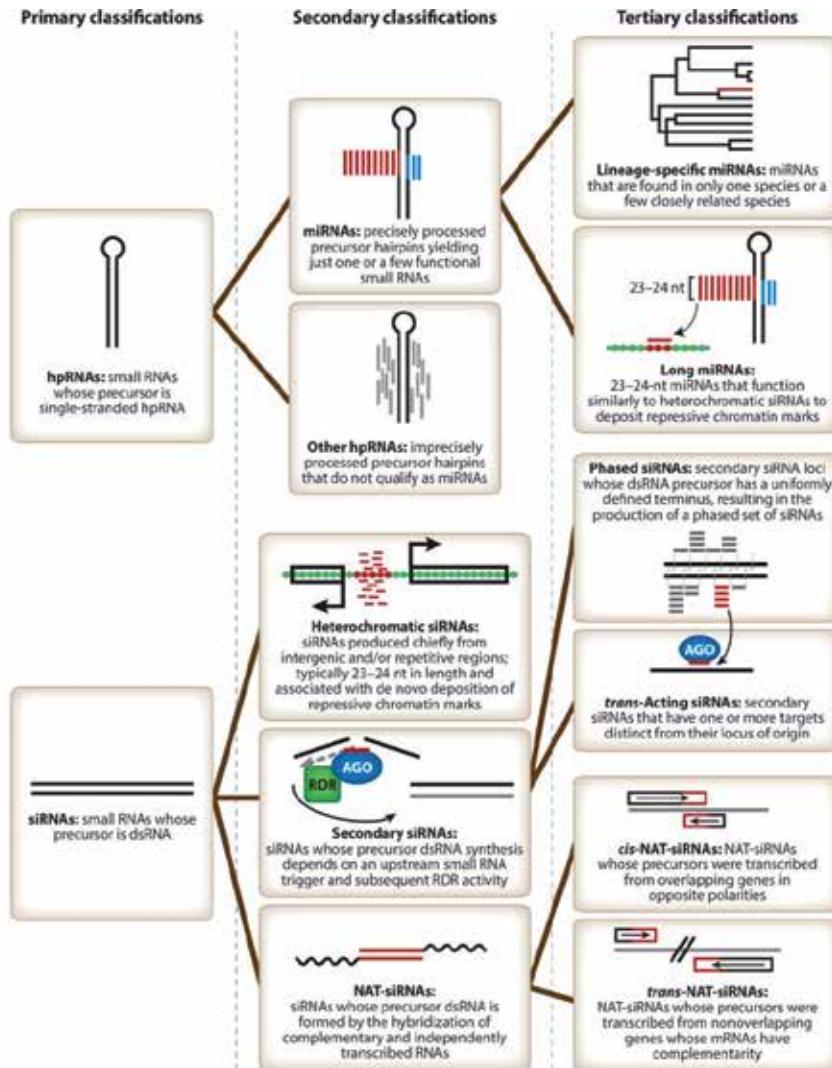 Primary classifications
Secondary classifications
Tertiary classifications
hpRNAs: small RNAs
whose precursor is
single-stranded hpRNA
miRNAs: precisely processed
precursor hairpins yielding
just one or a few functional
small RNAs
Other hpRNAs: imprecisely
processed precursor hairpins
that do not qualify as miRNAs
Lineage-specific miRNAs: miRNAs
that are found in only one species or a
few closely related species
23–24 nt
Long miRNAs:
23–24-nt miRNAs that function
similarly to heterochromatic siRNAs to
deposit repressive chromatin marks
siRNAs: small RNAs whose
precursor is dsRNA
Heterochromatic siRNAs:
siRNAs produced chiefly from
intergenic and/or repetitive regions;
typically 23–24 nt in length and
associated with de novo deposition of
repressive chromatin marks
RDR
AGO
Secondary siRNAs:
siRNAs whose precursor dsRNA synthesis
depends on an upstream small RNA
trigger and subsequent RDR activity
NAT-siRNAs:
siRNAs whose precursor dsRNA is
formed by the hybridization of
complementary and independently
transcribed RNAs
Phased siRNAs: secondary siRNA loci
whose dsRNA precursor has a uniformly
defined terminus, resulting in the
production of a phased set of siRNAs
AGO
trans-Acting siRNAs: secondary
siRNAs that have one or more targets
distinct from their locus of origin
cis-NAT-siRNAs: NAT-siRNAs
whose precursors were transcribed
from overlapping genes in
opposite polarities
trans-NAT-siRNAs:
NAT-siRNAs whose precursors were
transcribed from nonoverlapping
genes whose mRNAs have
complementarity